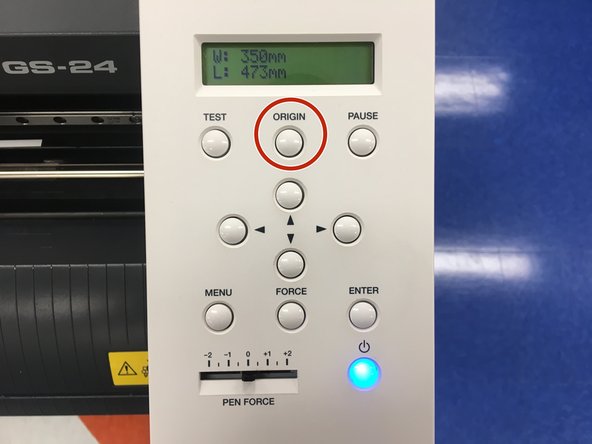 GS-24
W: 350mm
L: 473mm
TEST ORIGIN PAUSE
MENU FORCE ENTER
-2 -1 0 +1 +2
PEN FORCE